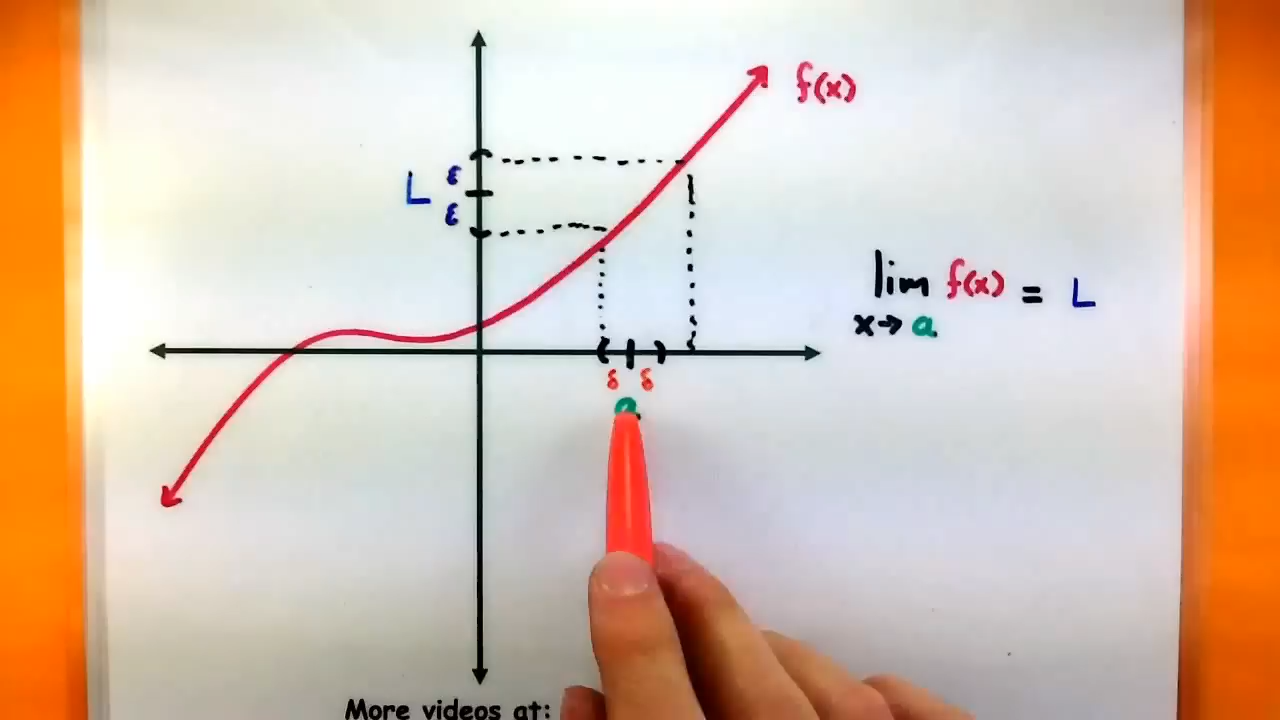 f(x)
ε
L
ε
lim f(x) = L
x→a
δ δ
a
More videos at: